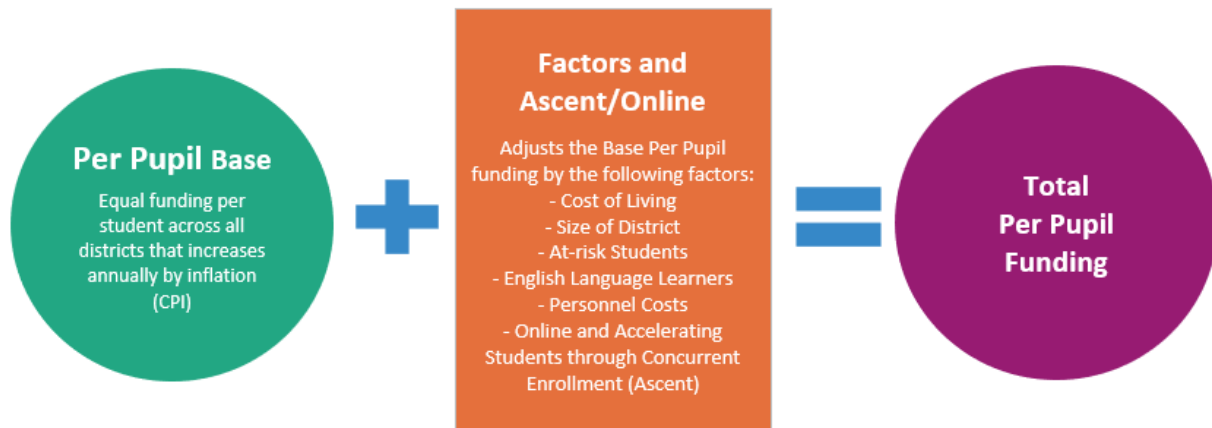 Per Pupil Base
Equal funding per
student across all
districts that increases
annually by inflation
(CPI)
Factors and
Ascent/Online
Adjusts the Base Per Pupil
funding by the following factors:
- Cost of Living
- Size of District
- At-risk Students
- English Language Learners
- Personnel Costs
- Online and Accelerating
Students through Concurrent
Enrollment (Ascent)
Total
Per Pupil
Funding